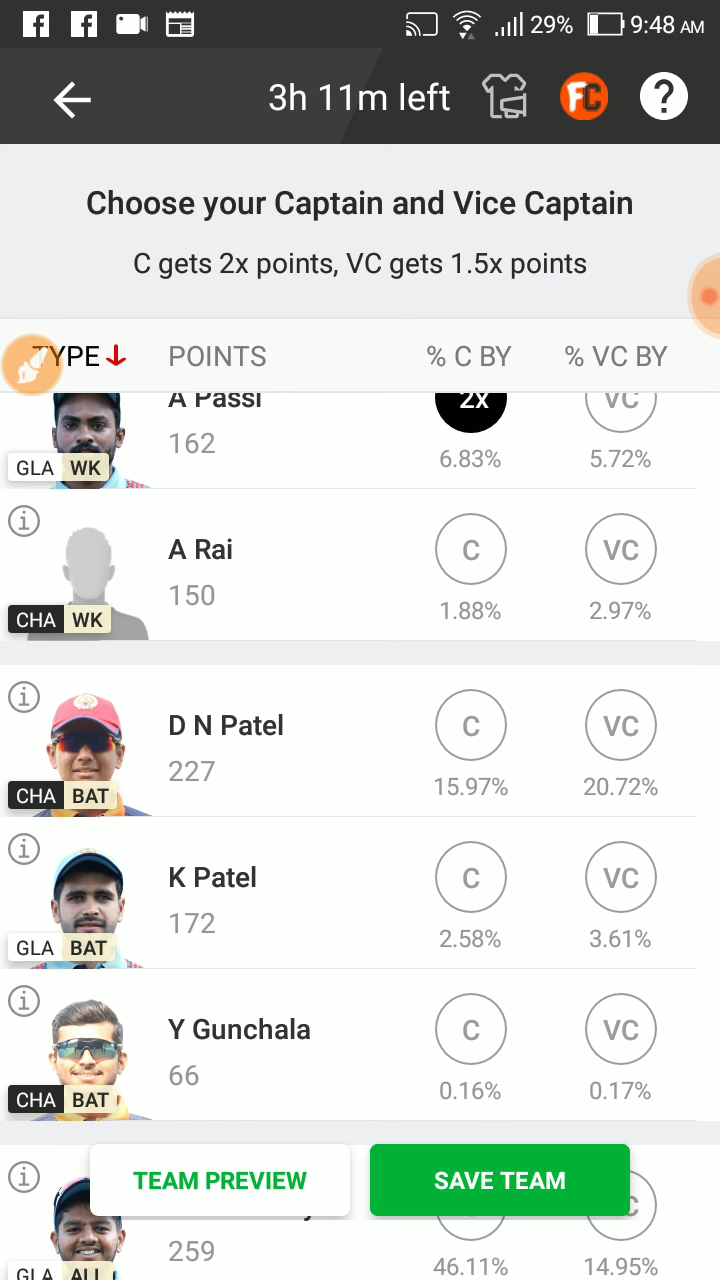 29% 9:48 AM
3h 11m left FC ?
Choose your Captain and Vice Captain
C gets 2x points, VC gets 1.5x points
TYPE POINTS % C BY % VC BY
A Passi 2x VC
162
GLA WK 6.83% 5.72%
A Rai C VC
150
CHA WK 1.88% 2.97%
D N Patel C VC
227
CHA BAT 15.97% 20.72%
K Patel C VC
172
GLA BAT 2.58% 3.61%
Y Gunchala C VC
66
CHA BAT 0.16% 0.17%
TEAM PREVIEW SAVE TEAM
259
GLA ALL 46.11% 14.95%